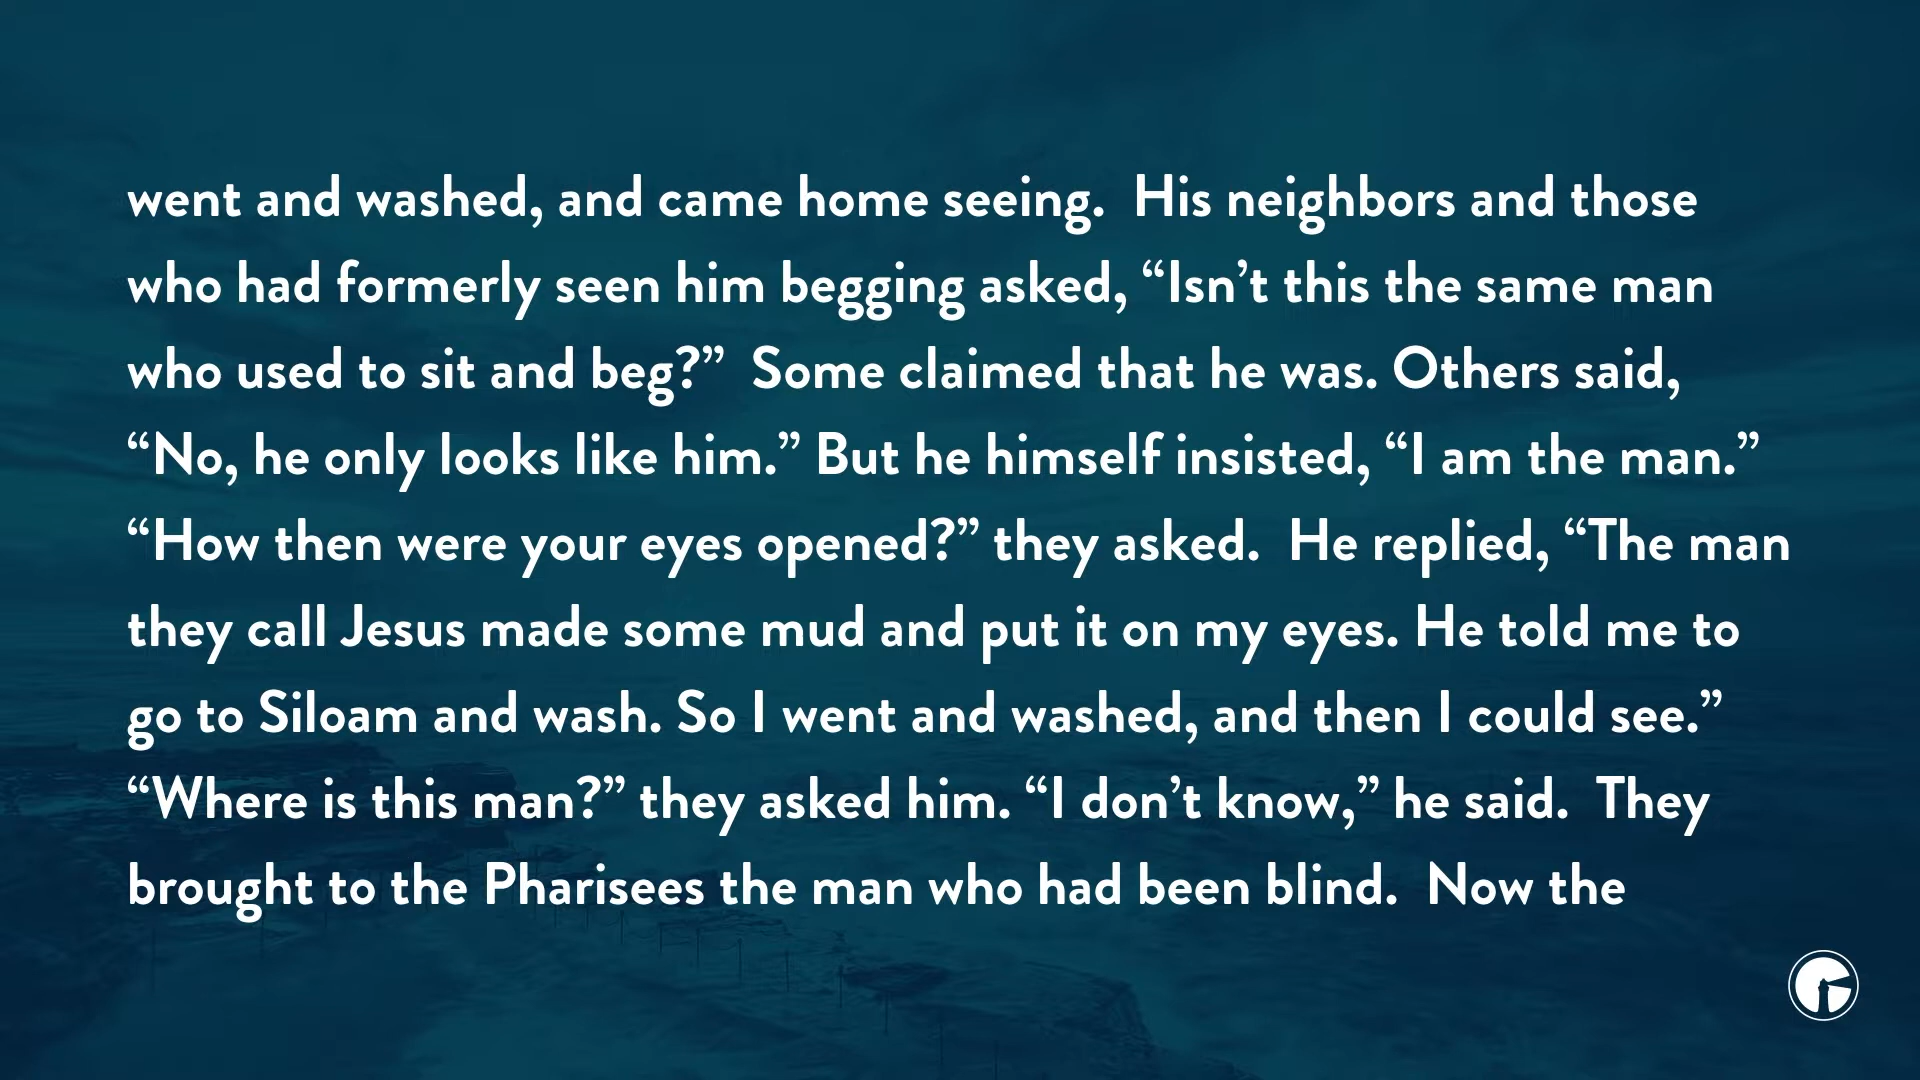 went and washed, and came home seeing.  His neighbors and those
who had formerly seen him begging asked, “Isn’t this the same man
who used to sit and beg?”  Some claimed that he was. Others said,
“No, he only looks like him.” But he himself insisted, “I am the man.”
“How then were your eyes opened?” they asked.  He replied, “The man
they call Jesus made some mud and put it on my eyes. He told me to
go to Siloam and wash. So I went and washed, and then I could see.”
“Where is this man?” they asked him. “I don’t know,” he said.  They
brought to the Pharisees the man who had been blind.  Now the